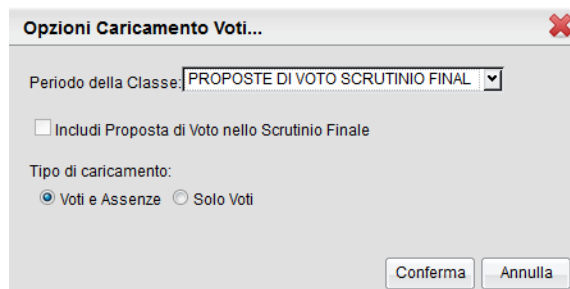 Opzioni Caricamento Voti...
Periodo della Classe: PROPOSTE DI VOTO SCRUTINIO FINAL
Includi Proposta di Voto nello Scrutinio Finale
Tipo di caricamento:
Voti e Assenze Solo Voti
Conferma Annulla